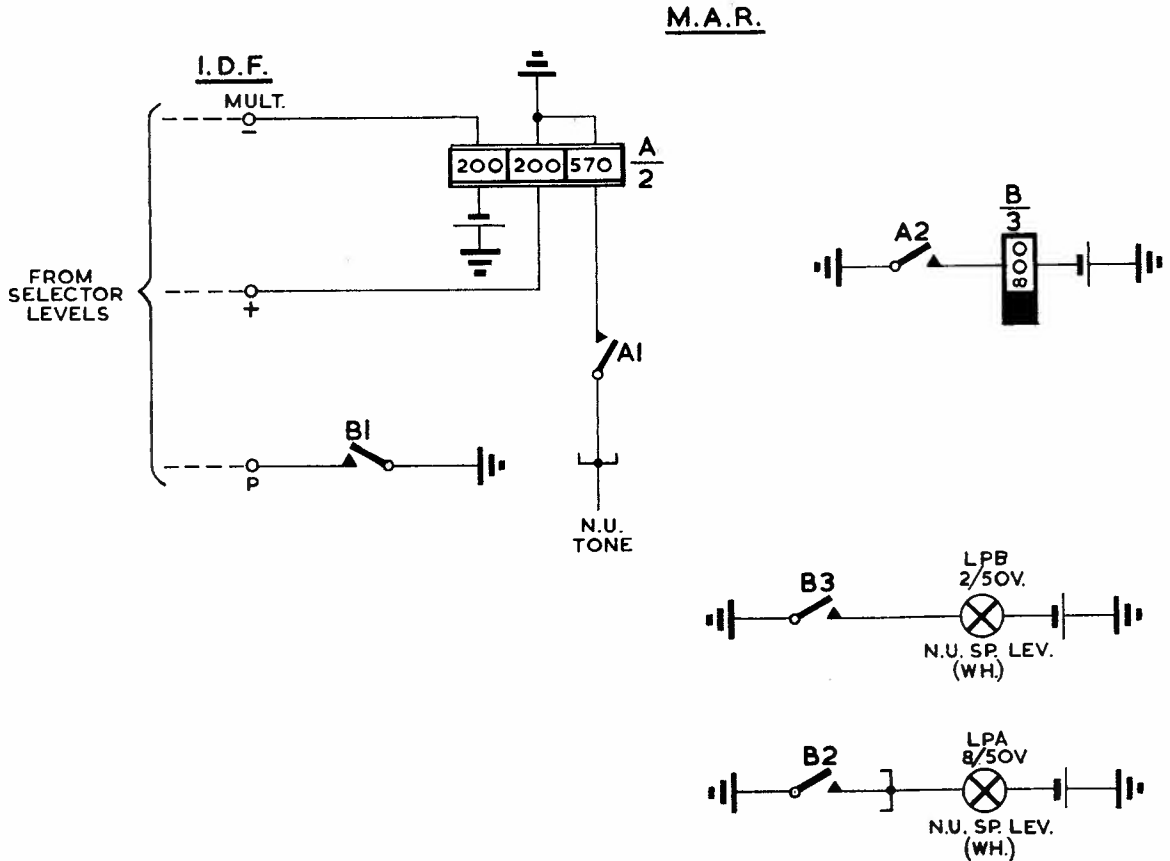 M.A.R.
I.D.F.
MULT.
−
200 200 570
A
2
B
3
A2
800
FROM
SELECTOR
LEVELS
+
A1
B1
P
N.U.
TONE
LPB
2/50V.
B3
N.U. SP. LEV.
(WH.)
LPA
8/50V
B2
N.U. SP. LEV.
(WH.)